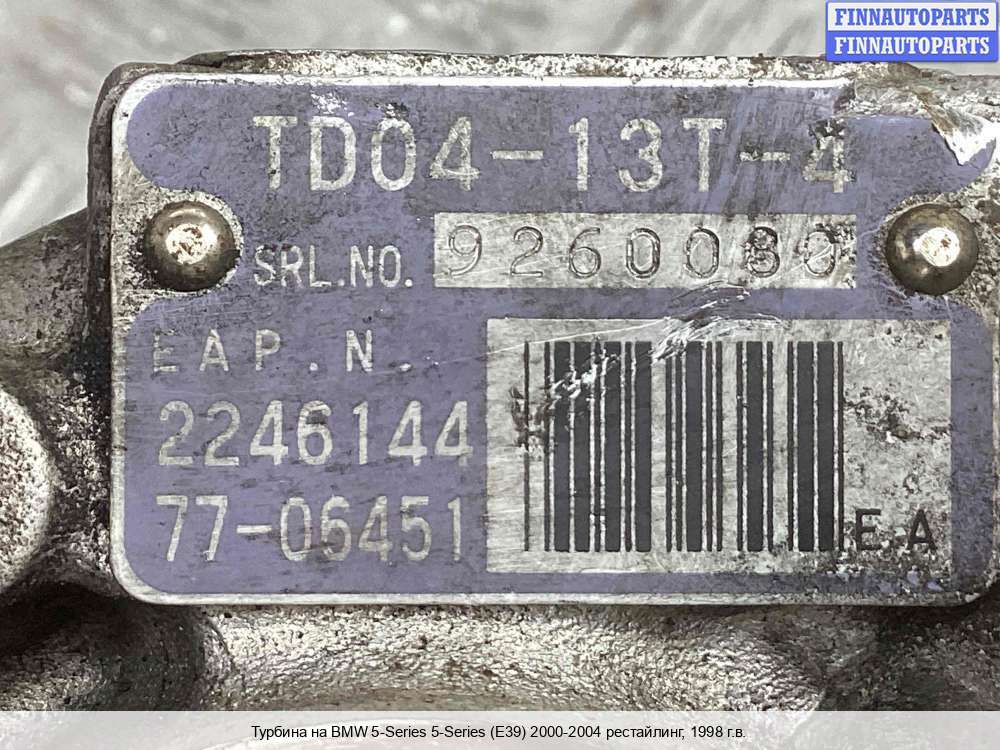 FINNAUTOPARTS
FINNAUTOPARTS
TD04-13T-4
SRL.NO. 9260080
EAP.N.
2246144
77-06451
EA
Турбина на BMW 5-Series 5-Series (E39) 2000-2004 рестайлинг, 1998 г.в.